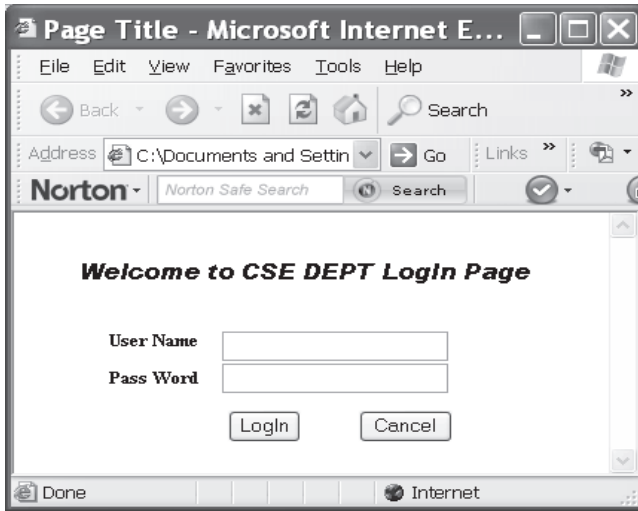 Page Title - Microsoft Internet E...
File Edit View Favorites Tools Help
Back Search »
Address C:\Documents and Settin Go Links »
Norton Norton Safe Search Search
Welcome to CSE DEPT LogIn Page
User Name
Pass Word
LogIn Cancel
Done Internet